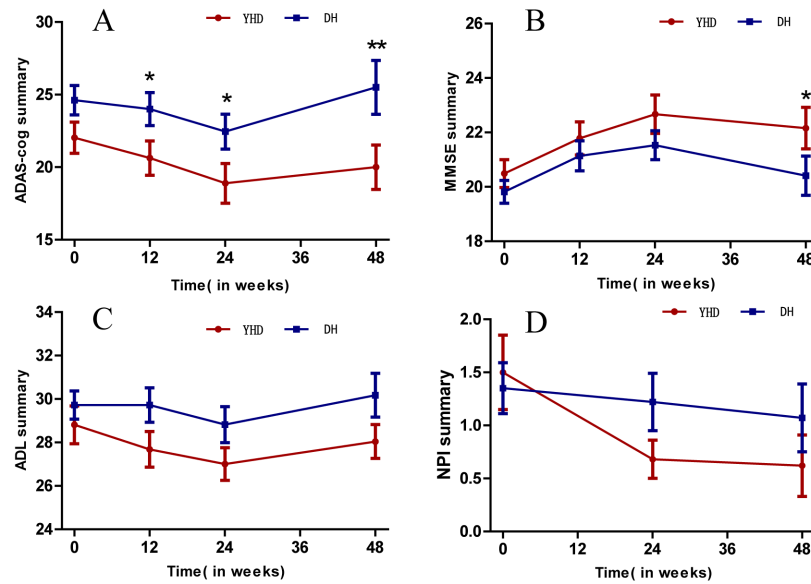 A
YHD DH
ADAS-cog summary
30
25
20
15
* * **
0 12 24 36 48
Time( in weeks)
B
YHD DH
MMSE summary
26
24
22
20
18
*
0 12 24 36 48
Time( in weeks)
C
YHD DH
ADL summary
34
32
30
28
26
24
0 12 24 36 48
Time( in weeks)
D
YHD DH
NPI summary
2.0
1.5
1.0
0.5
0.0
0 12 24 36 48
Time( in weeks)